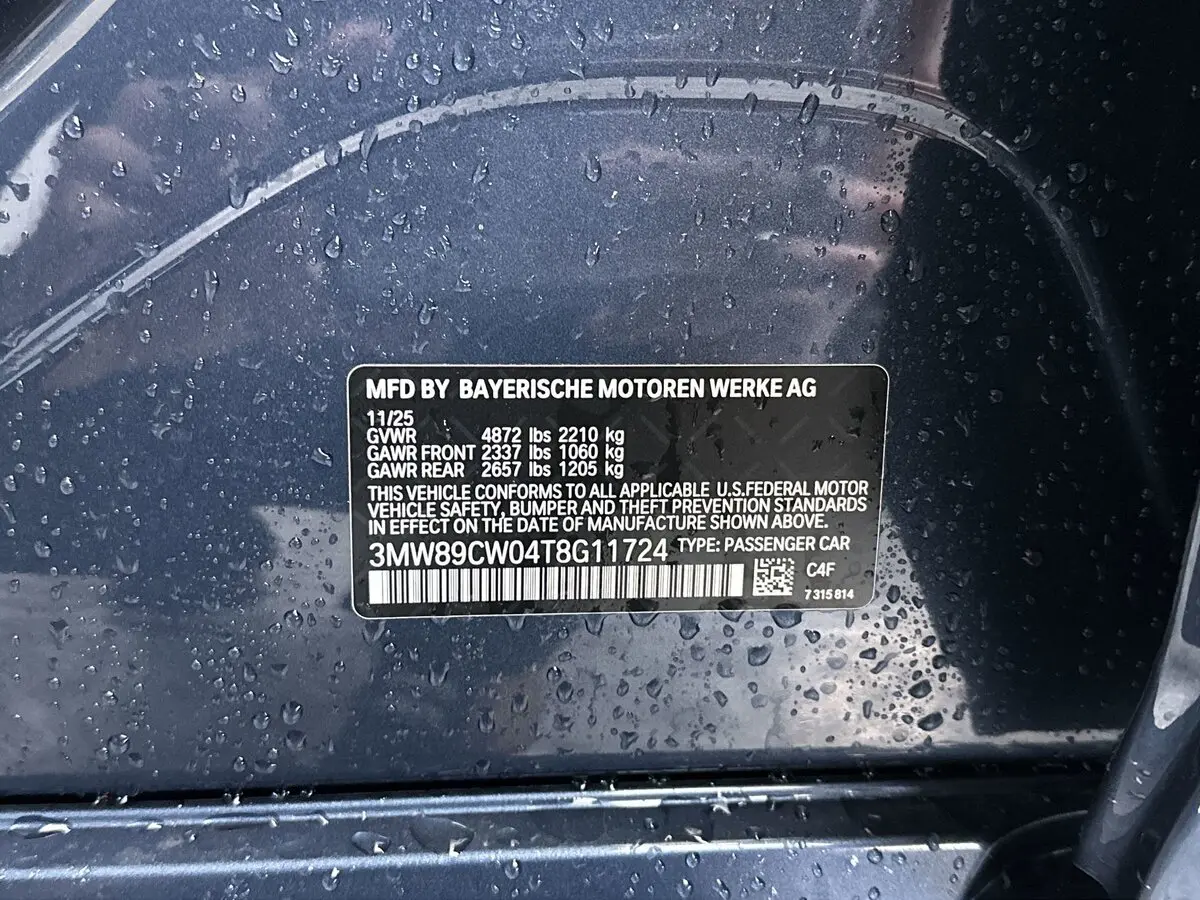 MFD BY BAYERISCHE MOTOREN WERKE AG
11/25
GVWR 4872 lbs 2210 kg
GAWR FRONT 2337 lbs 1060 kg
GAWR REAR 2657 lbs 1205 kg
THIS VEHICLE CONFORMS TO ALL APPLICABLE U.S.FEDERAL MOTOR
VEHICLE SAFETY, BUMPER AND THEFT PREVENTION STANDARDS
IN EFFECT ON THE DATE OF MANUFACTURE SHOWN ABOVE.
3MW89CW04T8G11724 TYPE: PASSENGER CAR
C4F
7 315 814